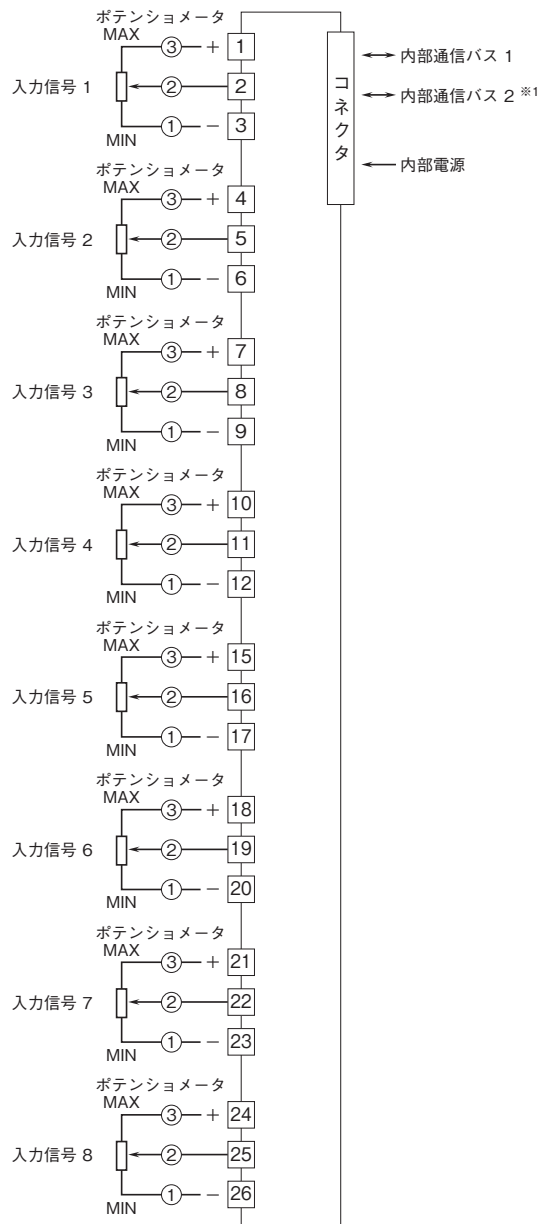 ポテンショメータ
MAX
③ + 1
入力信号 1
② 2
① − 3
MIN
ポテンショメータ
MAX
③ + 4
入力信号 2
② 5
① − 6
MIN
ポテンショメータ
MAX
③ + 7
入力信号 3
② 8
① − 9
MIN
ポテンショメータ
MAX
③ + 10
入力信号 4
② 11
① − 12
MIN
ポテンショメータ
MAX
③ + 15
入力信号 5
② 16
① − 17
MIN
ポテンショメータ
MAX
③ + 18
入力信号 6
② 19
① − 20
MIN
ポテンショメータ
MAX
③ + 21
入力信号 7
② 22
① − 23
MIN
ポテンショメータ
MAX
③ + 24
入力信号 8
② 25
① − 26
MIN
コネクタ
内部通信バス 1
内部通信バス 2 ※1
内部電源